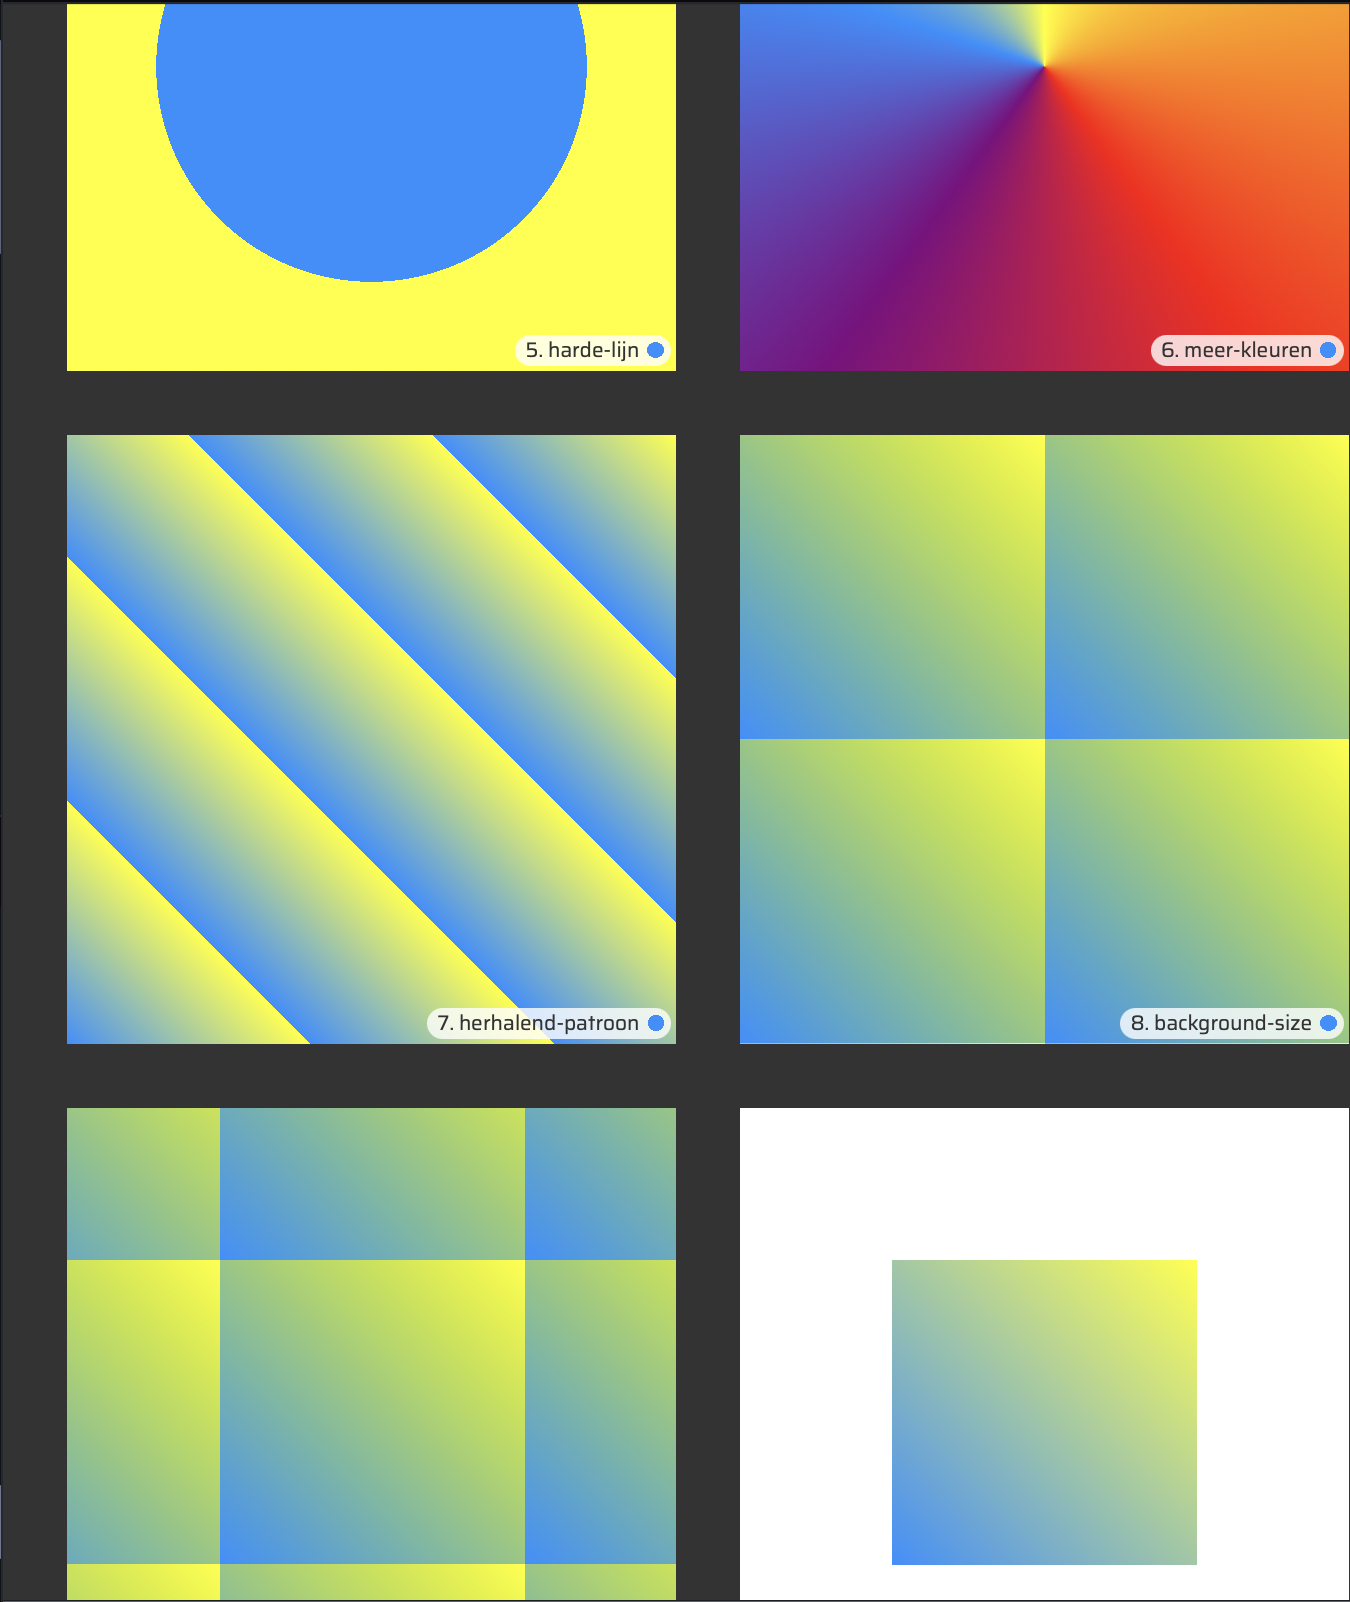 5. harde-lijn
6. meer-kleuren
7. herhalend-patroon
8. background-size